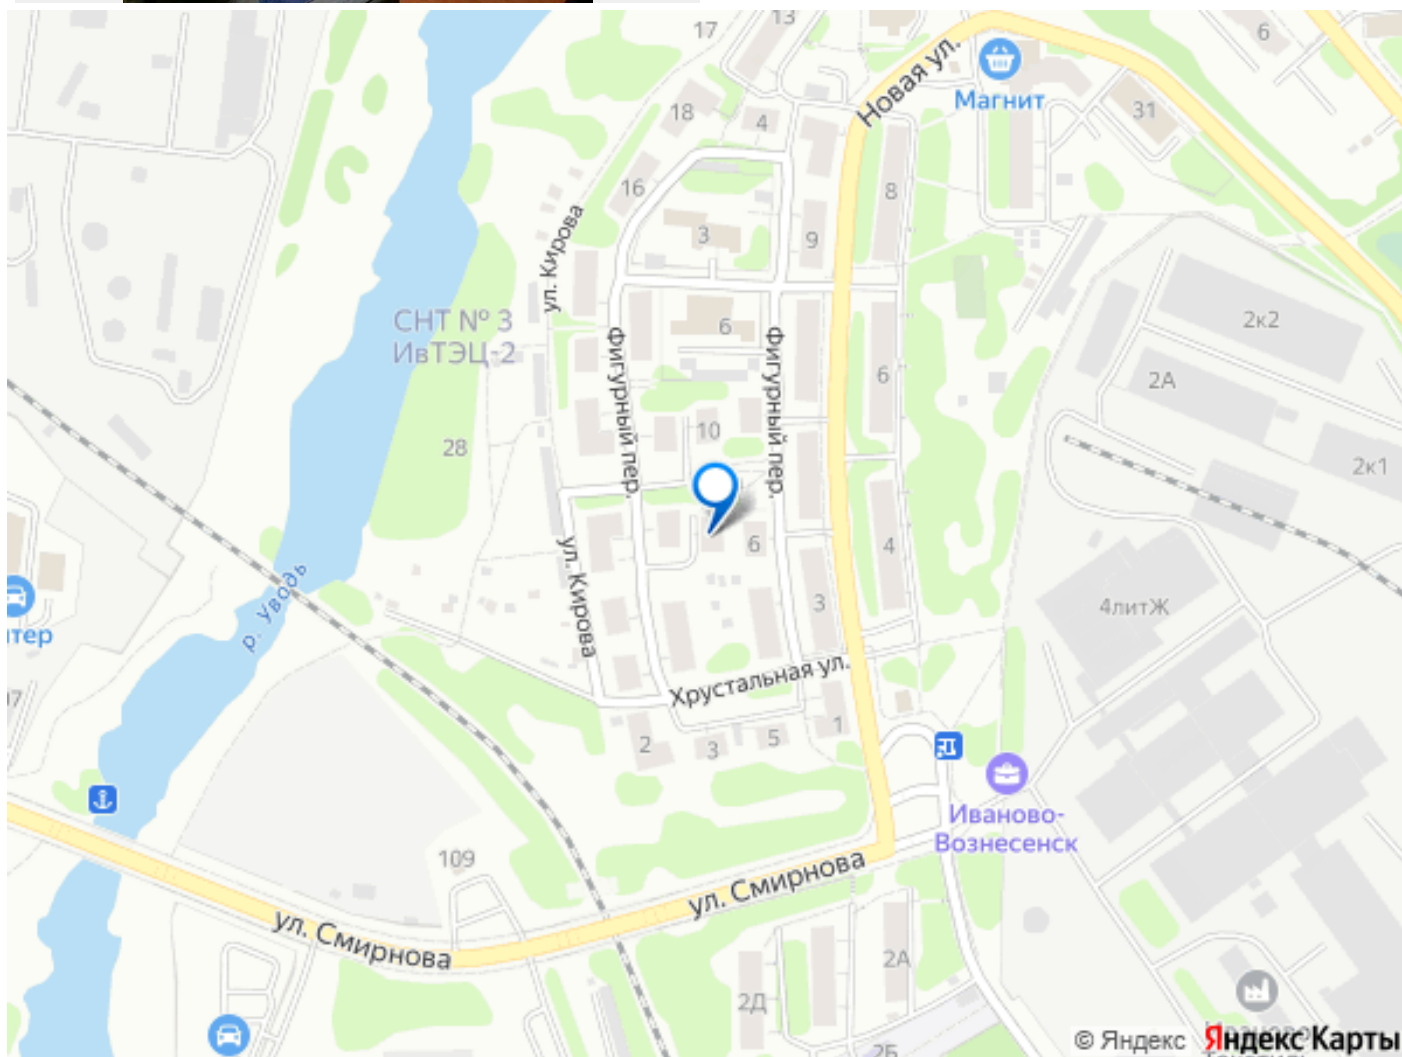 17
13
6
Новая ул.
Магнит
31
18
4
16
8
3
9
ул. Кирова
СНТ № 3
ИвТЭЦ-2
6
2к2
Фигурный пер.
Фигурный пер.
6
2А
28
10
2к1
6
4
ул. Кирова
р. Уводь
3
4литЖ
тер
Хрустальная ул.
2
3
5
1
Иваново-
Вознесенск
109
ул. Смирнова
ул. Смирнова
2А
2Д
2Б
© Яндекс
Яндекс Карты